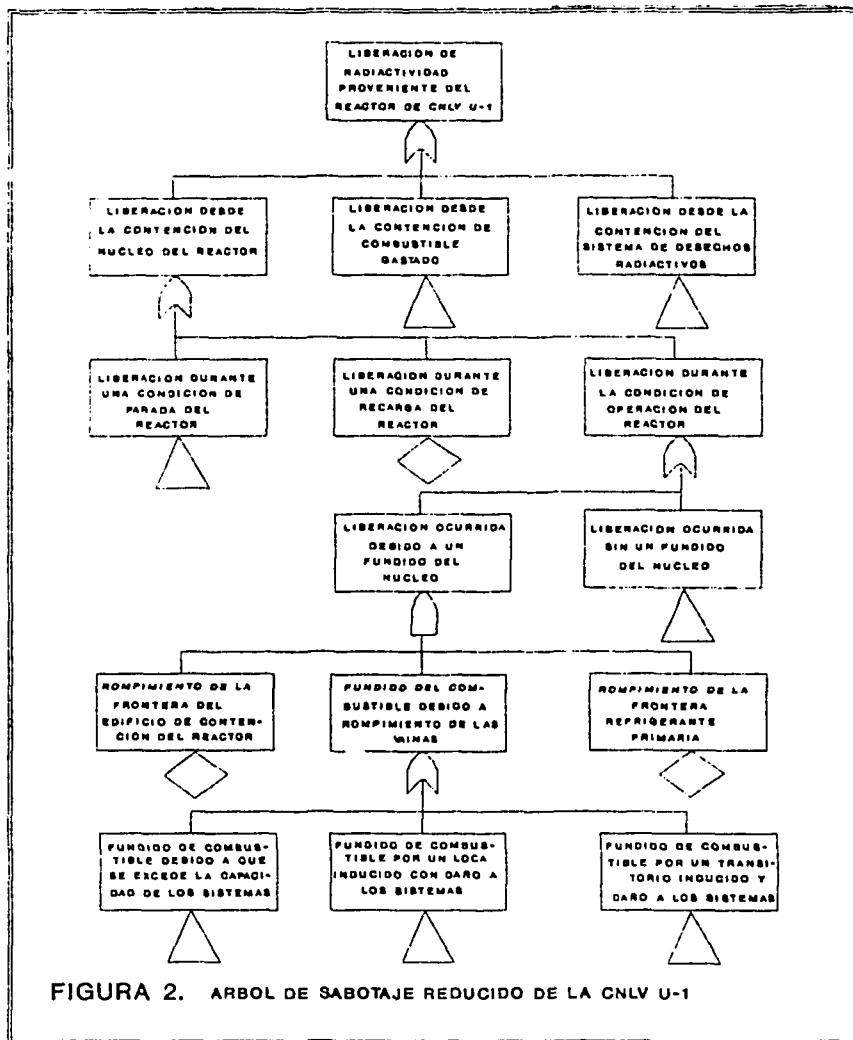 LIBERACION DE
RADIACTIVIDAD
PROVENIENTE DEL
REACTOR DE CNLV U-1
LIBERACION DESDE
LA CONTENCION DEL
NUCLEO DEL REACTOR
LIBERACION DESDE
LA CONTENCION DE
COMBUSTIBLE
GASTADO
LIBERACION DESDE LA
CONTENCION DEL
SISTEMA DE DESECHOS
RADIACTIVOS
LIBERACION DURANTE
UNA CONDICION DE
PARADA DEL
REACTOR
LIBERACION DURANTE
UNA CONDICION DE
RECARGA DEL
REACTOR
LIBERACION DURANTE
LA CONDICION DE
OPERACION DEL
REACTOR
LIBERACION OCURRIDA
DEBIDO A UN
FUNDIDO DEL
NUCLEO
LIBERACION OCURRIDA
SIN UN FUNDIDO
DEL NUCLEO
ROMPIMIENTO DE LA
FRONTERA DEL
EDIFICIO DE CONTEN-
CION DEL REACTOR
FUNDIDO DEL COM-
BUSTIBLE DEBIDO A
ROMPIMIENTO DE LAS
VAINAS
ROMPIMIENTO DE LA
FRONTERA
REFRIGERANTE
PRIMARIA
FUNDIDO DE COMBUS-
TIBLE DEBIDO A QUE
SE EXCEDE LA CAPACI-
DAD DE LOS SISTEMAS
FUNDIDO DE COMBUS-
TIBLE POR UN LOCA
INDUCIDO CON DAÑO A
LOS SISTEMAS
FUNDIDO DE COMBUS-
TIBLE POR UN TRANSI-
TORIO INDUCIDO Y
DAÑO A LOS SISTEMAS
FIGURA 2. ARBOL DE SABOTAJE REDUCIDO DE LA CNLV U-1